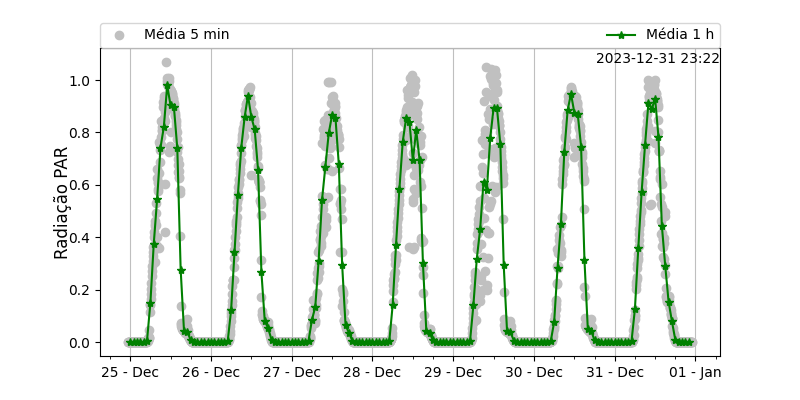 Média 5 min
Média 1 h
2023-12-31 23:22
Radiação PAR
1.0
0.8
0.6
0.4
0.2
0.0
25 - Dec
26 - Dec
27 - Dec
28 - Dec
29 - Dec
30 - Dec
31 - Dec
01 - Jan